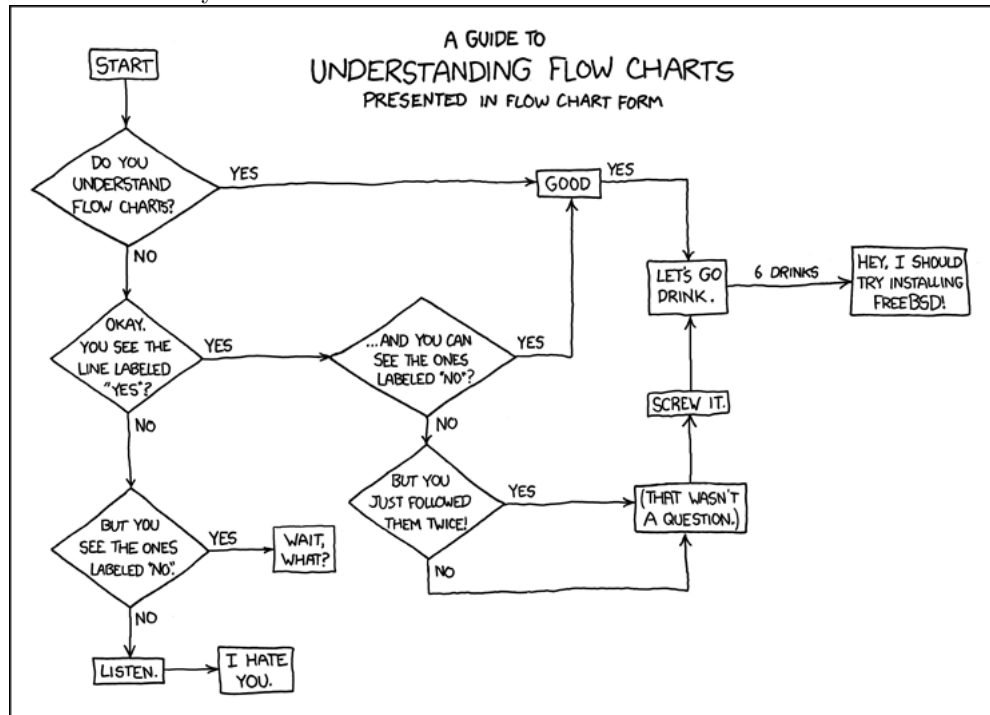 A GUIDE TO
UNDERSTANDING FLOW CHARTS
PRESENTED IN FLOW CHART FORM
START
DO YOU
UNDERSTAND
FLOW CHARTS?
YES
GOOD
YES
NO
LET'S GO
DRINK.
6 DRINKS
HEY, I SHOULD
TRY INSTALLING
FREEBSD!
OKAY.
YOU SEE THE
LINE LABELED
"YES"?
YES
...AND YOU CAN
SEE THE ONES
LABELED "NO"?
YES
SCREW IT.
NO
NO
BUT YOU
JUST FOLLOWED
THEM TWICE!
YES
(THAT WASN'T
A QUESTION.)
NO
BUT YOU
SEE THE ONES
LABELED "NO".
YES
WAIT,
WHAT?
NO
LISTEN.
I HATE
YOU.